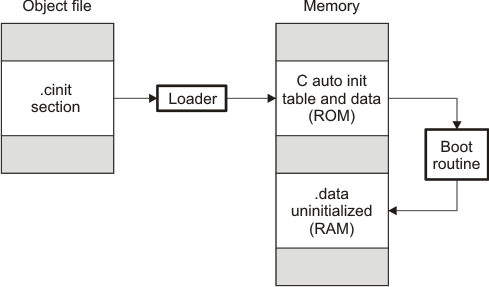 Object file
Memory
.cinit
section
Loader
C auto init
table and data
(ROM)
Boot
routine
.data
uninitialized
(RAM)